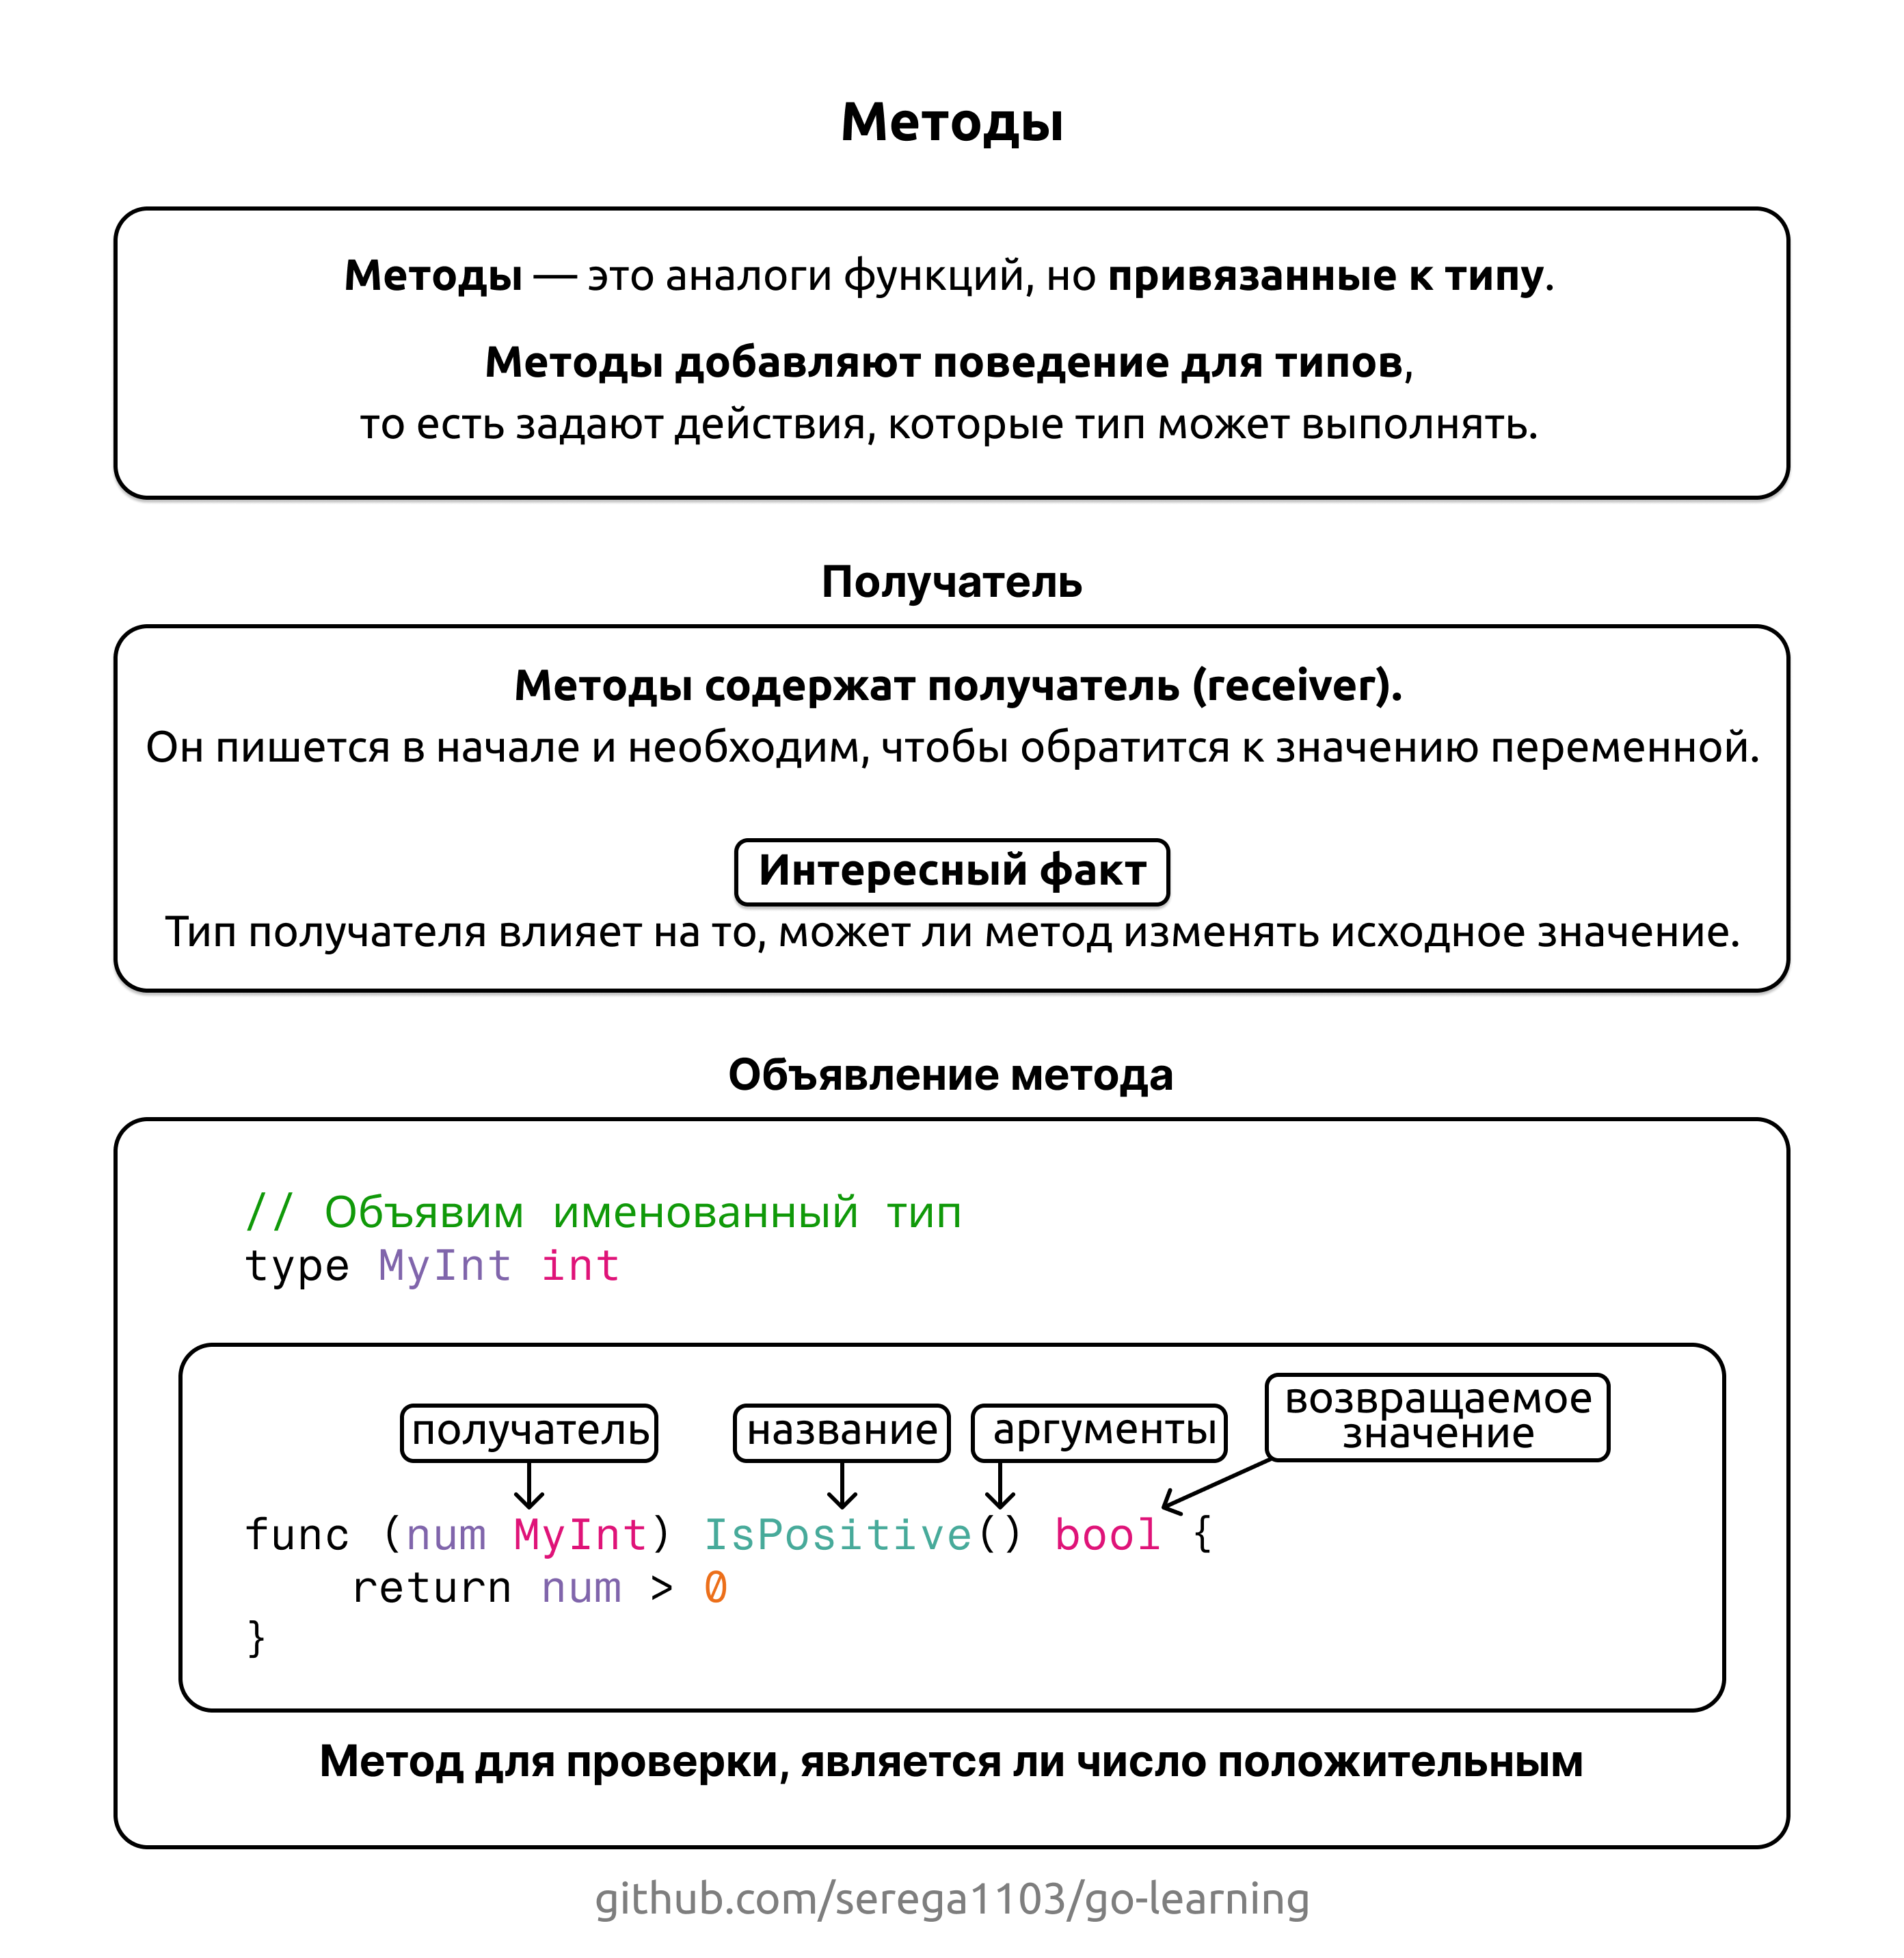 Методы
Методы — это аналоги функций, но привязанные к типу.
Методы добавляют поведение для типов,
то есть задают действия, которые тип может выполнять.
Получатель
Методы содержат получатель (receiver).
Он пишется в начале и необходим, чтобы обратится к значению переменной.
Интересный факт
Тип получателя влияет на то, может ли метод изменять исходное значение.
Объявление метода
// Объявим именованный тип
type MyInt int
получатель
название
аргументы
возвращаемое
значение
func (num MyInt) IsPositive() bool {
    return num > 0
}
Метод для проверки, является ли число положительным
github.com/serega1103/go-learning